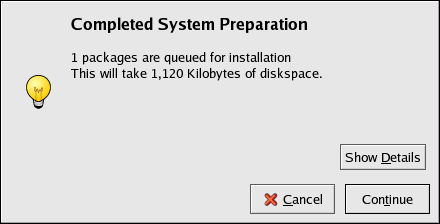 Completed System Preparation
1 packages are queued for installation
This will take 1,120 Kilobytes of diskspace.
Show Details
Cancel
Continue